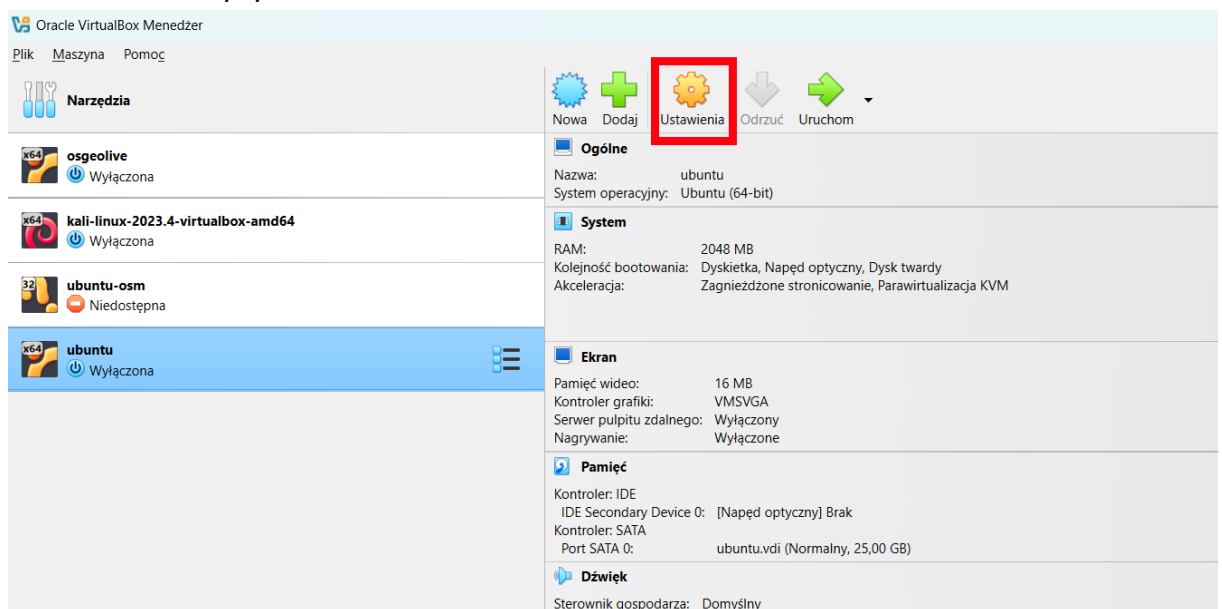 Oracle VirtualBox Menedżer
Plik Maszyna Pomoc
Narzędzia
Nowa Dodaj Ustawienia Odrzuć Uruchom
x64 osgeolive
Wyłączona
x64 kali-linux-2023.4-virtualbox-amd64
Wyłączona
32 ubuntu-osm
Niedostępna
x64 ubuntu
Wyłączona
Ogólne
Nazwa: ubuntu
System operacyjny: Ubuntu (64-bit)
System
RAM: 2048 MB
Kolejność bootowania: Dyskietka, Napęd optyczny, Dysk twardy
Akceleracja: Zagnieżdżone stronicowanie, Parawirtualizacja KVM
Ekran
Pamięć wideo: 16 MB
Kontroler grafiki: VMSVGA
Serwer pulpitu zdalnego: Wyłączony
Nagrywanie: Wyłączone
Pamięć
Kontroler: IDE
IDE Secondary Device 0: [Napęd optyczny] Brak
Kontroler: SATA
Port SATA 0: ubuntu.vdi (Normalny, 25,00 GB)
Dźwięk
Sterownik gospodarza: Domyślny